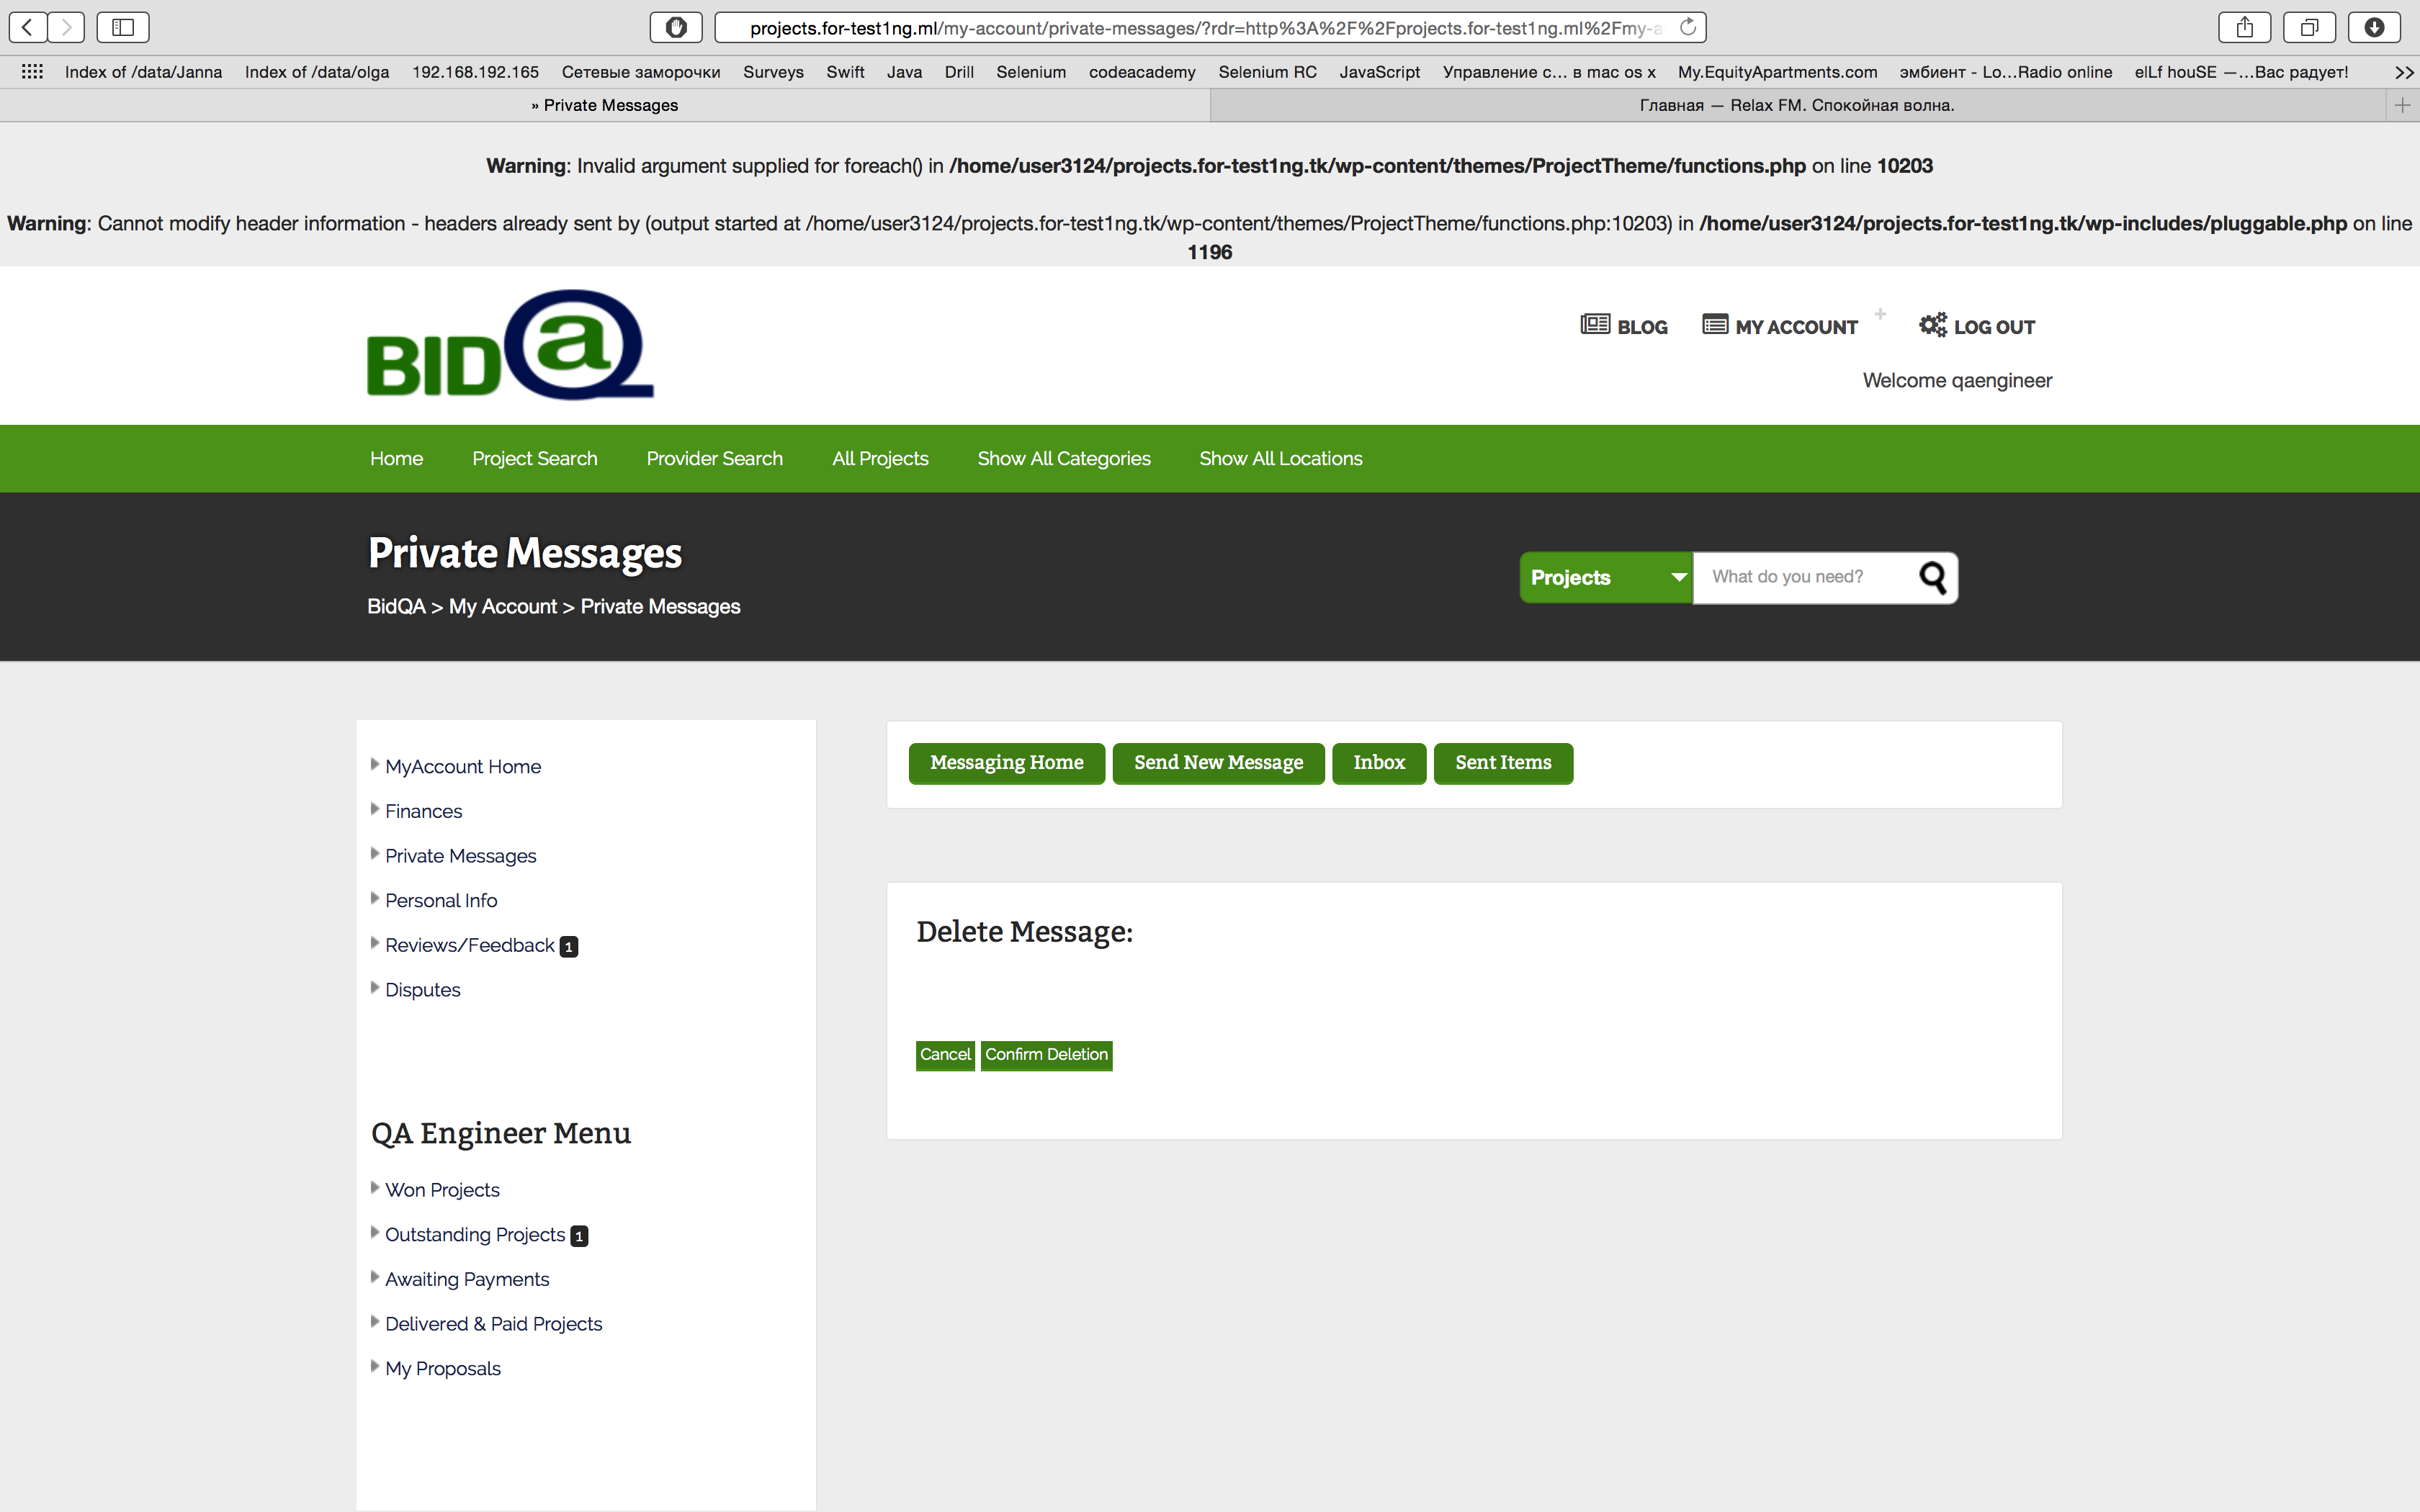 projects.for-test1ng.ml/my-account/private-messages/?rdr=http%3A%2F%2Fprojects.for-test1ng.ml%2Fmy-a
Index of /data/Janna Index of /data/olga 192.168.192.165 Сетевые заморочки Surveys Swift Java Drill Selenium codeacademy Selenium RC JavaScript Управление с... в mac os x My.EquityApartments.com эмбиент - Lo...Radio online elLf houSE —...Вас радует!
» Private Messages Главная — Relax FM. Спокойная волна.
Warning: Invalid argument supplied for foreach() in /home/user3124/projects.for-test1ng.tk/wp-content/themes/ProjectTheme/functions.php on line 10203
Warning: Cannot modify header information - headers already sent by (output started at /home/user3124/projects.for-test1ng.tk/wp-content/themes/ProjectTheme/functions.php:10203) in /home/user3124/projects.for-test1ng.tk/wp-includes/pluggable.php on line
1196
BIDQa
BLOG MY ACCOUNT + LOG OUT
Welcome qaengineer
Home Project Search Provider Search All Projects Show All Categories Show All Locations
Private Messages
BidQA > My Account > Private Messages
Projects What do you need?
MyAccount Home
Finances
Private Messages
Personal Info
Reviews/Feedback 1
Disputes
QA Engineer Menu
Won Projects
Outstanding Projects 1
Awaiting Payments
Delivered & Paid Projects
My Proposals
Messaging Home Send New Message Inbox Sent Items
Delete Message:
Cancel Confirm Deletion